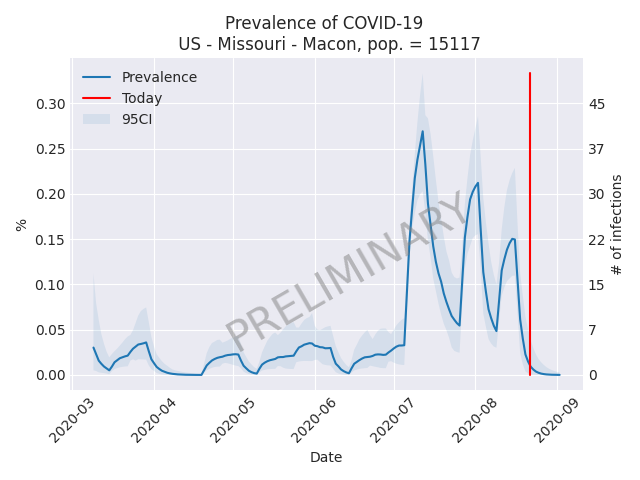 Prevalence of COVID-19
US - Missouri - Macon, pop. = 15117
Prevalence
Today
95CI
0.30
0.25
0.20
0.15
0.10
0.05
0.00
%
45
37
30
22
15
7
0
# of infections
PRELIMINARY
2020-03
2020-04
2020-05
2020-06
2020-07
2020-08
2020-09
Date